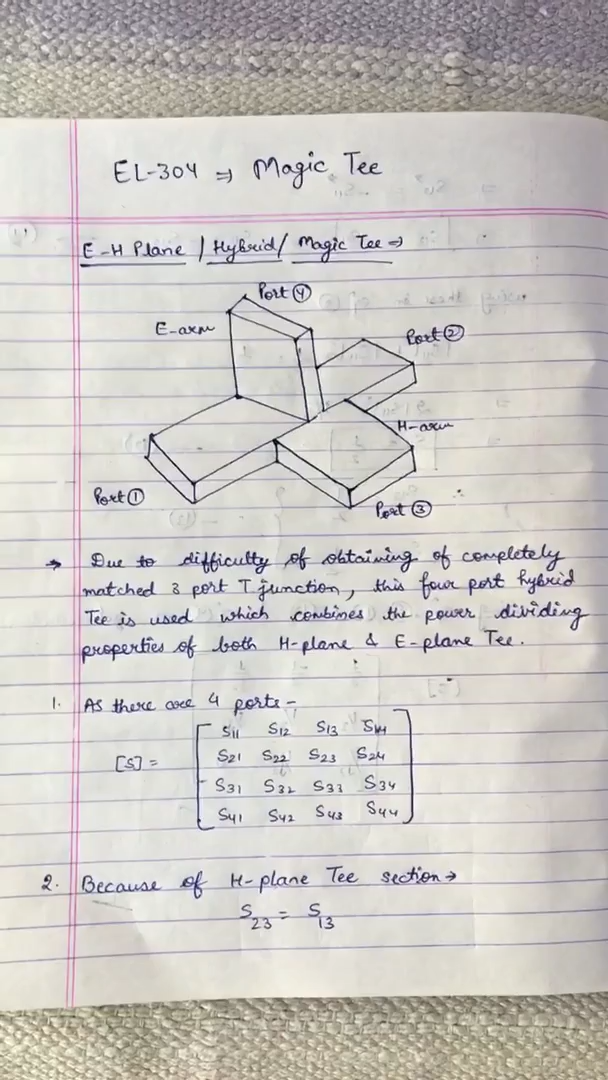 EL-304 ⇒ Magic Tee
E-H Plane / Hybrid / Magic Tee ⇒
Port ④
E-arm
Port ②
H-arm
Port ①
Port ③
→ Due to difficulty of obtaining of completely
matched 3 port T junction, this four port hybrid
Tee is used which combines the power dividing
properties of both H-plane & E-plane Tee.
1. As there are 4 ports -
[S] =
S11 S12 S13 S14
S21 S22 S23 S24
S31 S32 S33 S34
S41 S42 S43 S44
2. Because of H-plane Tee section →
S23 = S13